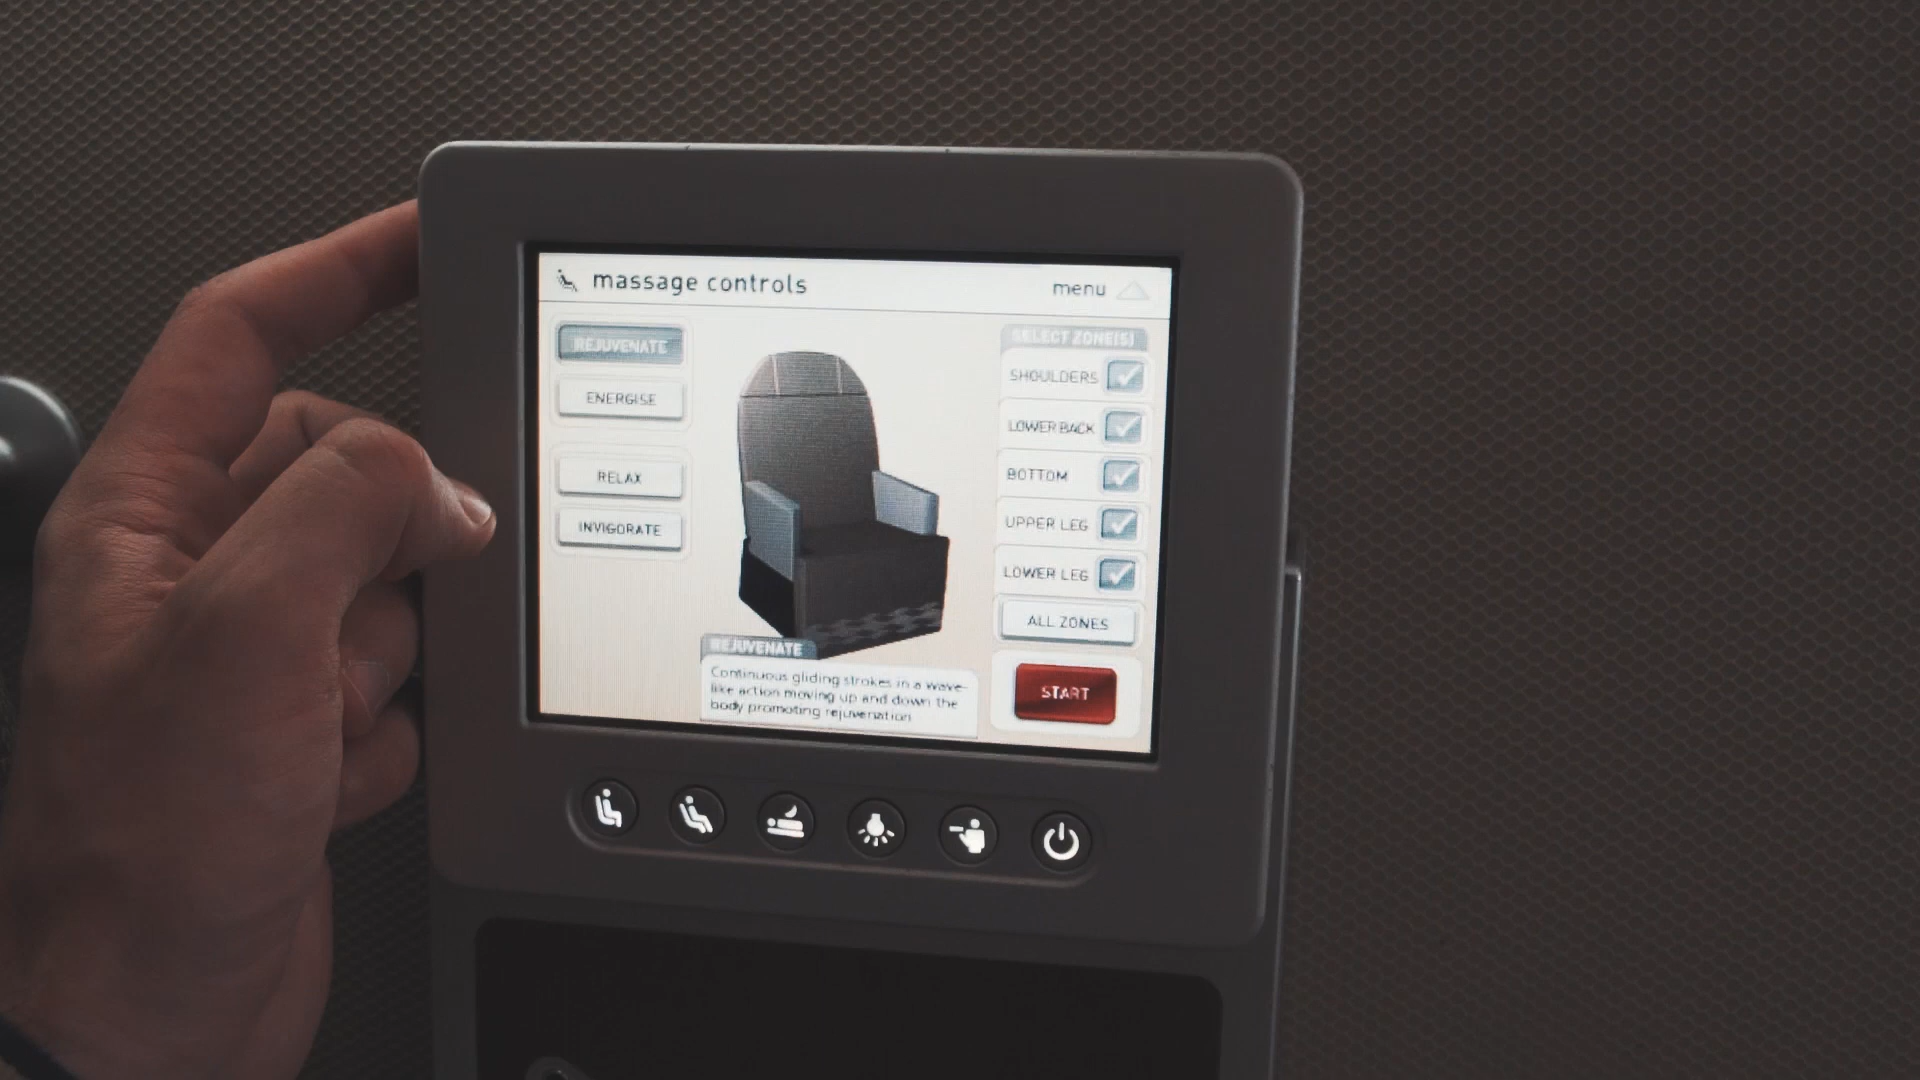 massage controls
menu
REJUVENATE
ENERGISE
RELAX
INVIGORATE
SELECT ZONE(S)
SHOULDERS
LOWER BACK
BOTTOM
UPPER LEG
LOWER LEG
ALL ZONES
START
REJUVENATE
Continuous gliding strokes in a wave-
like action moving up and down the
body promoting rejuvenation